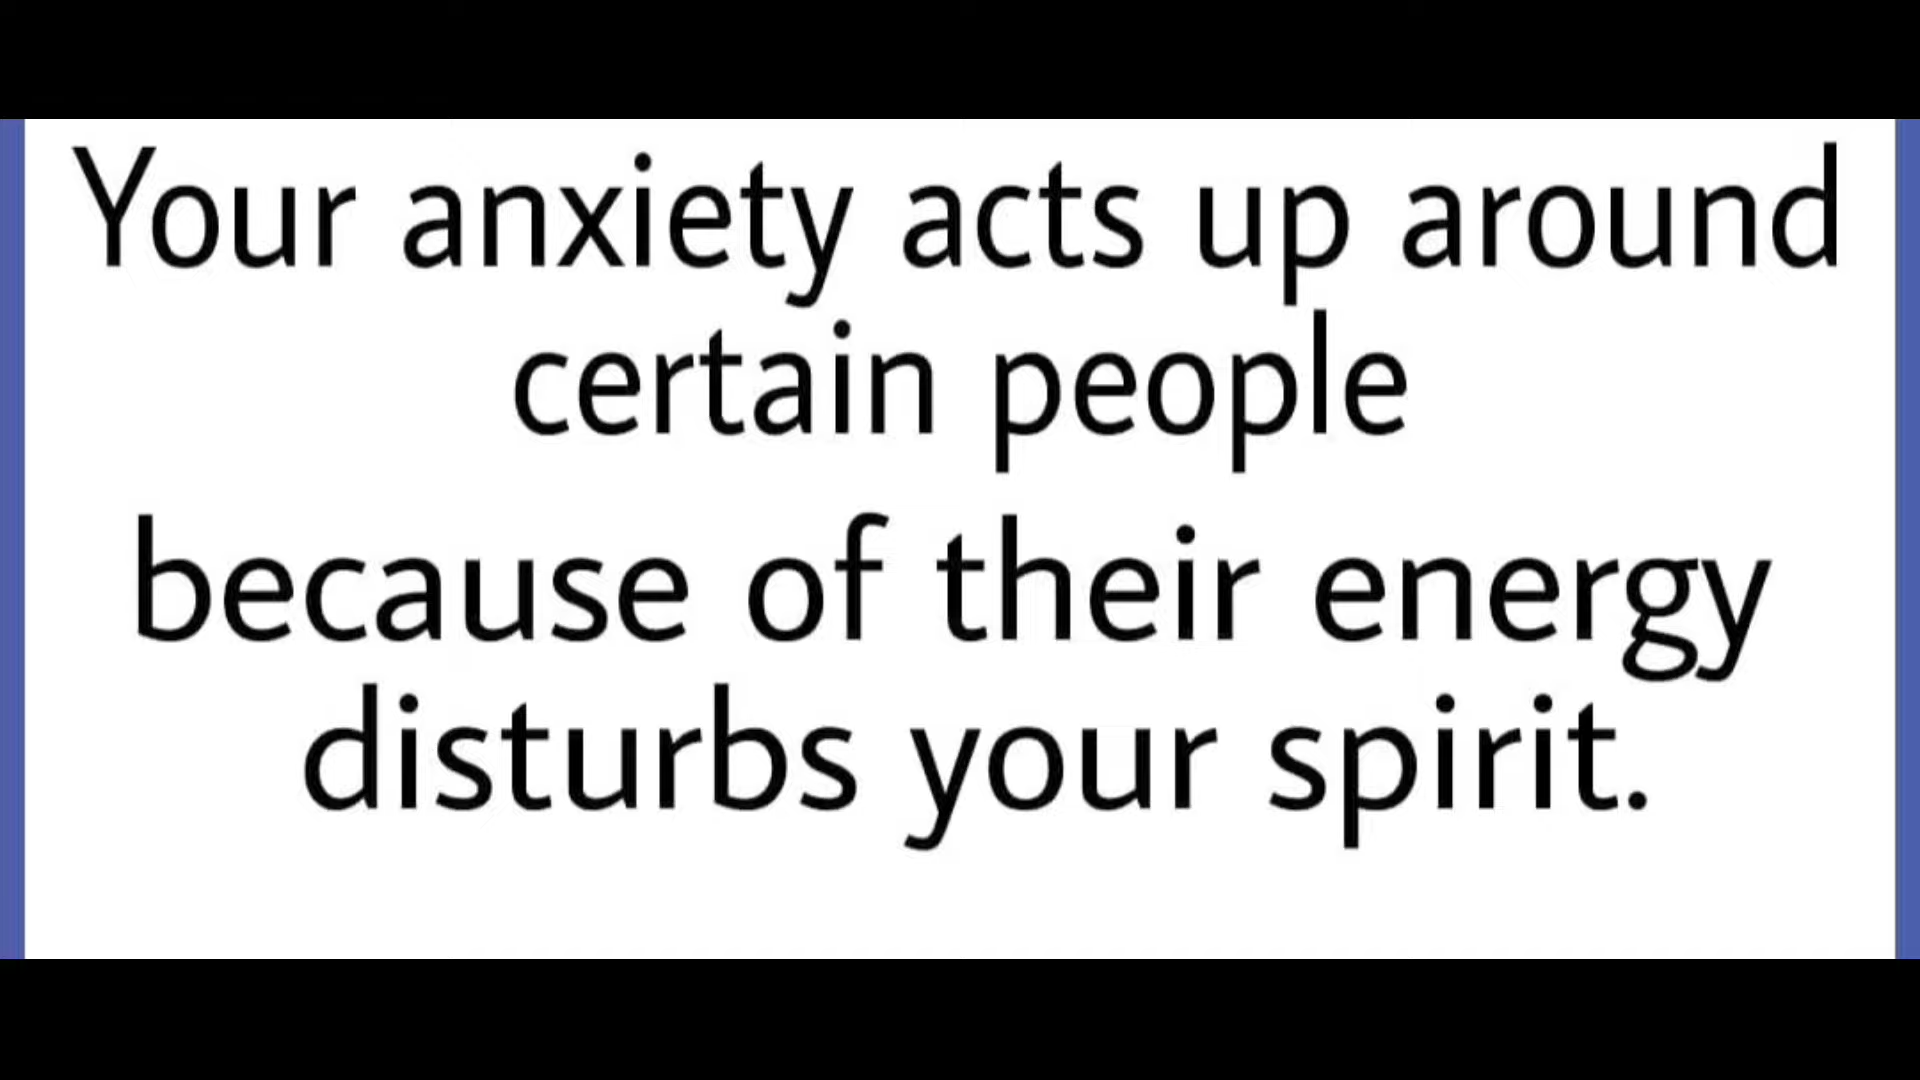 Your anxiety acts up around
certain people
because of their energy
disturbs your spirit.